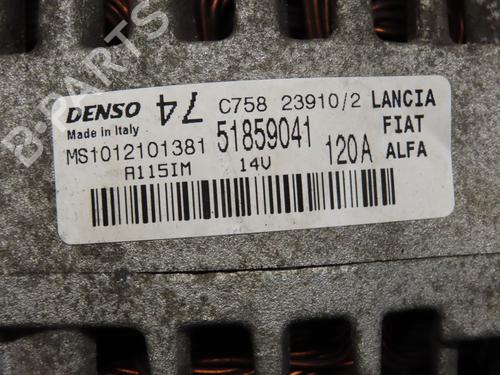 DENSO 74 C758 23910/2 LANCIA
Made in Italy 51859041 FIAT
MS1012101381 120A ALFA
A115IM 14V
B-PARTS